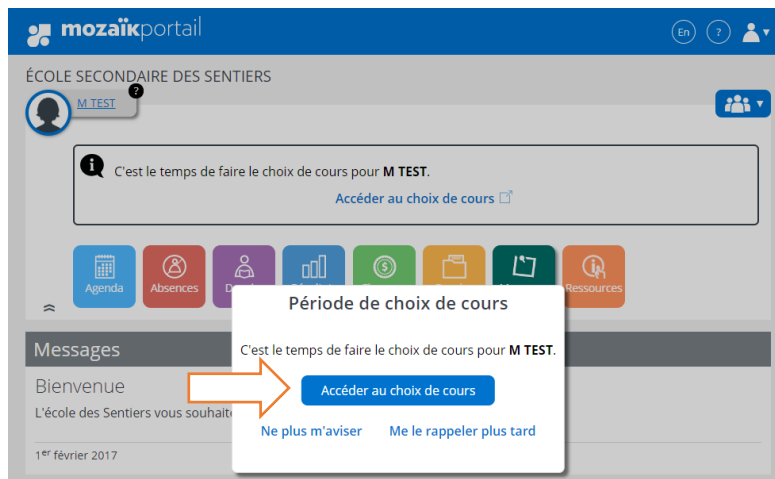 mozaïkportail
En ?
ÉCOLE SECONDAIRE DES SENTIERS
M TEST ?
C'est le temps de faire le choix de cours pour M TEST.
Accéder au choix de cours
Agenda Absences Ressources
Période de choix de cours
C'est le temps de faire le choix de cours pour M TEST.
Accéder au choix de cours
Ne plus m'aviser Me le rappeler plus tard
Messages
Bienvenue
L'école des Sentiers vous souhaite
1er février 2017